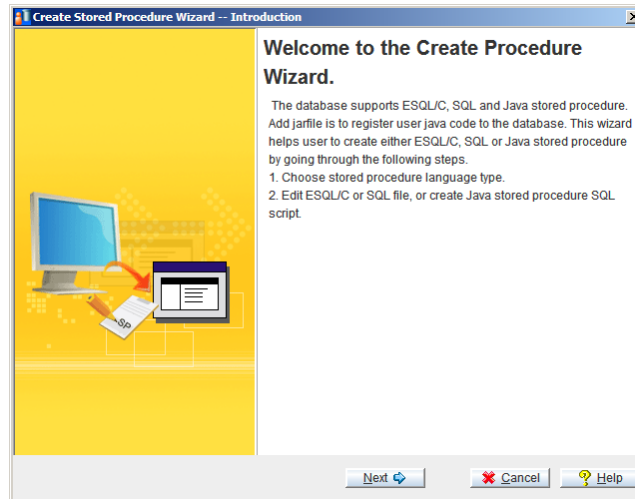 Create Stored Procedure Wizard -- Introduction
Welcome to the Create Procedure
Wizard.
The database supports ESQL/C, SQL and Java stored procedure.
Add jarfile is to register user java code to the database. This wizard
helps user to create either ESQL/C, SQL or Java stored procedure
by going through the following steps.
1. Choose stored procedure language type.
2. Edit ESQL/C or SQL file, or create Java stored procedure SQL
script.
SP
Next
Cancel
Help